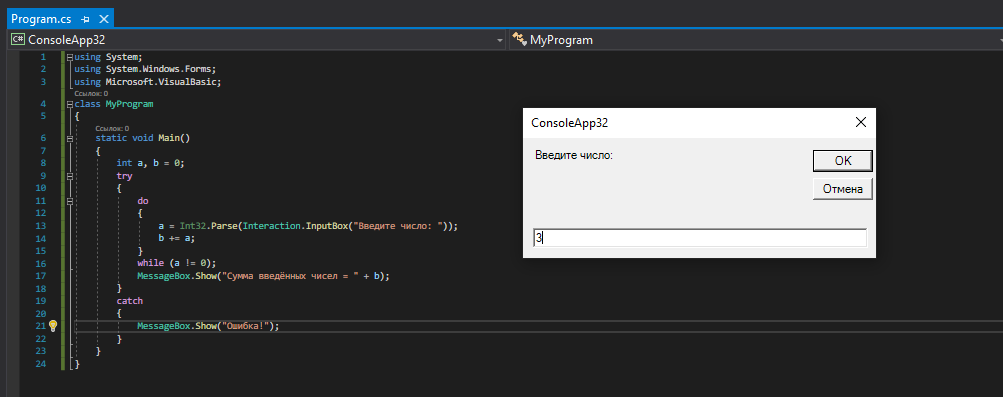 Program.cs
C# ConsoleApp32
MyProgram
1 using System;
2 using System.Windows.Forms;
3 using Microsoft.VisualBasic;
Ссылок: 0
4 class MyProgram
5 {
Ссылок: 0
6 static void Main()
7 {
8 int a, b = 0;
9 try
10 {
11 do
12 {
13 a = Int32.Parse(Interaction.InputBox("Введите число: "));
14 b += a;
15 }
16 while (a != 0);
17 MessageBox.Show("Сумма введённых чисел = " + b);
18 }
19 catch
20 {
21 MessageBox.Show("Ошибка!");
22 }
23 }
24 }
ConsoleApp32
Введите число:
OK
Отмена
3